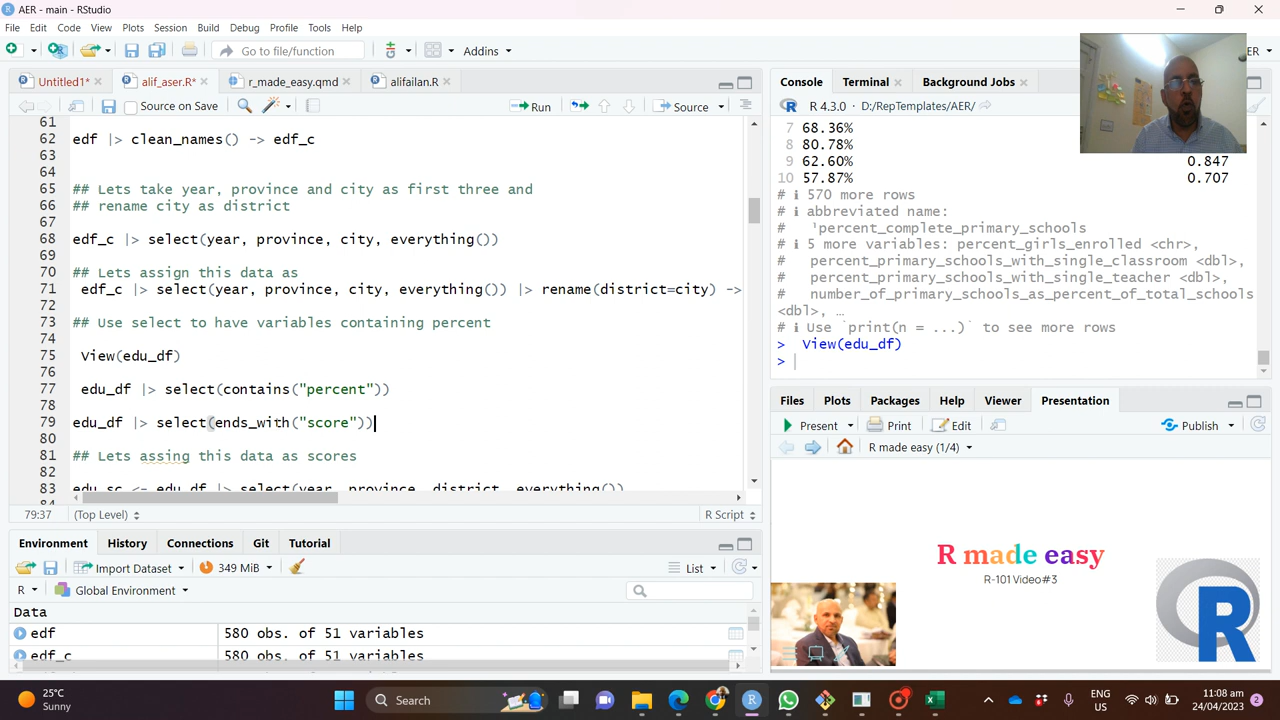 AER - main - RStudio
File Edit Code View Plots Session Build Debug Profile Tools Help
Go to file/function Addins
Untitled1* alif_aser.R* r_made_easy.qmd alifailan.R
Source on Save Run Source
61
62 edf |> clean_names() -> edf_c
63
64
65 ## Lets take year, province and city as first three and
66 ## rename city as district
67
68 edf_c |> select(year, province, city, everything())
69
70 ## Lets assign this data as
71 edf_c |> select(year, province, city, everything()) |> rename(district=city) ->
72
73 ## Use select to have variables containing percent
74
75 View(edu_df)
76
77 edu_df |> select(contains("percent"))
78
79 edu_df |> select(ends_with("score"))
80
81 ## Lets assing this data as scores
82
83 edu_sc <- edu_df |> select(year, province, district, everything())
79:37 (Top Level) R Script
Environment History Connections Git Tutorial
Import Dataset 349 MiB List
R Global Environment
Data
edf 580 obs. of 51 variables
edf_c 580 obs. of 51 variables
Console Terminal Background Jobs
R 4.3.0 · D:/RepTemplates/AER/
7 68.36%
8 80.78%
9 62.60% 0.847
10 57.87% 0.707
# ℹ 570 more rows
# ℹ abbreviated name:
# ¹percent_complete_primary_schools
# ℹ 5 more variables: percent_girls_enrolled <chr>,
# percent_primary_schools_with_single_classroom <dbl>,
# percent_primary_schools_with_single_teacher <dbl>,
# number_of_primary_schools_as_percent_of_total_schools
<dbl>, …
# ℹ Use `print(n = ...)` to see more rows
> View(edu_df)
>
Files Plots Packages Viewer Presentation
Present Print Edit Publish
R made easy (1/4)
R made easy
R-101 Video#3
R
25°C
Sunny
Search
ENG
US
11:08 am
24/04/2023
2